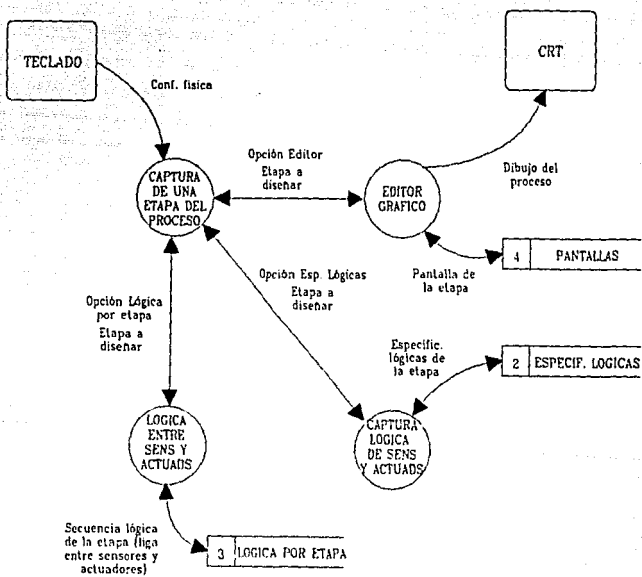 TECLADO
CRT
Conf. física
CAPTURA
DE UNA
ETAPA DEL
PROCESO
Opción Editor
Etapa a
diseñar
EDITOR
GRAFICO
Dibujo del
proceso
4 PANTALLAS
Pantalla de
la etapa
Opción Esp. Lógicas
Etapa a
diseñar
Opción Lógica
por etapa
Etapa a
diseñar
Especific.
lógicas de
la etapa
2 ESPECIF. LOGICAS
LOGICA
ENTRE
SENS Y
ACTUADS
CAPTURA
LOGICA
DE SENS
Y ACTUADS
Secuencia lógica
de la etapa (liga
entre sensores y
actuadores)
3 LOGICA POR ETAPA